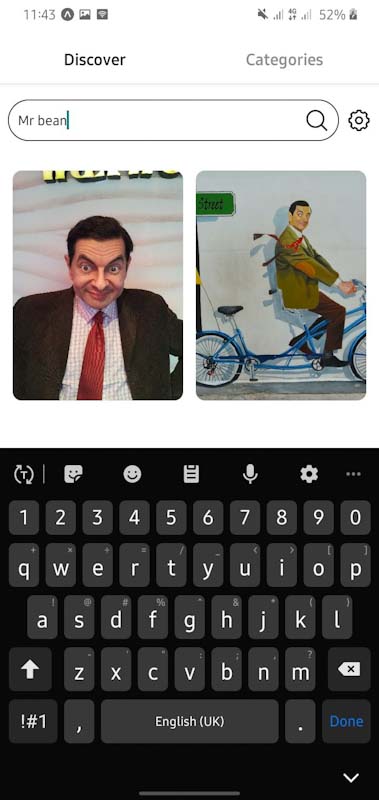 11:43
4G
52%
Discover
Categories
Mr bean
Street
T
1 2 3 4 5 6 7 8 9 0
+ × ÷ = / _ < > [ ]
q w e r t y u i o p
! @ # % ^ & * ( )
a s d f g h j k l
- ' " : ; , ?
z x c v b n m
!#1 , English (UK) . Done